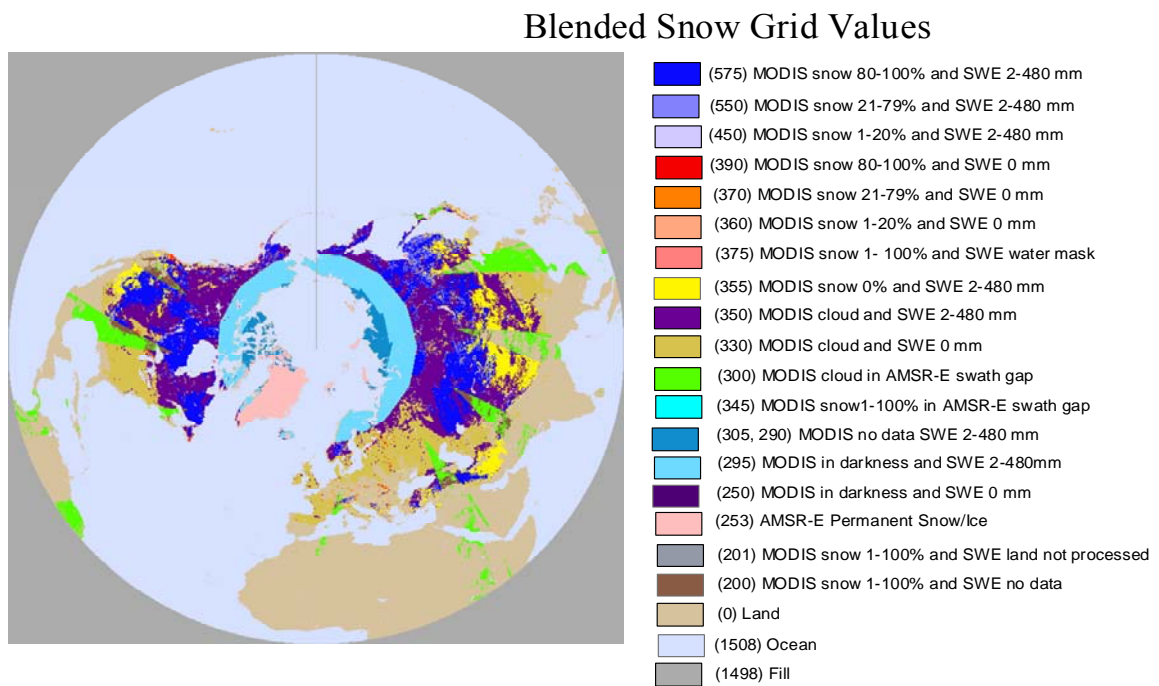 Blended Snow Grid Values
(575) MODIS snow 80-100% and SWE 2-480 mm
(550) MODIS snow 21-79% and SWE 2-480 mm
(450) MODIS snow 1-20% and SWE 2-480 mm
(390) MODIS snow 80-100% and SWE 0 mm
(370) MODIS snow 21-79% and SWE 0 mm
(360) MODIS snow 1-20% and SWE 0 mm
(375) MODIS snow 1- 100% and SWE water mask
(355) MODIS snow 0% and SWE 2-480 mm
(350) MODIS cloud and SWE 2-480 mm
(330) MODIS cloud and SWE 0 mm
(300) MODIS cloud in AMSR-E swath gap
(345) MODIS snow1-100% in AMSR-E swath gap
(305, 290) MODIS no data SWE 2-480 mm
(295) MODIS in darkness and SWE 2-480mm
(250) MODIS in darkness and SWE 0 mm
(253) AMSR-E Permanent Snow/Ice
(201) MODIS snow 1-100% and SWE land not processed
(200) MODIS snow 1-100% and SWE no data
(0) Land
(1508) Ocean
(1498) Fill